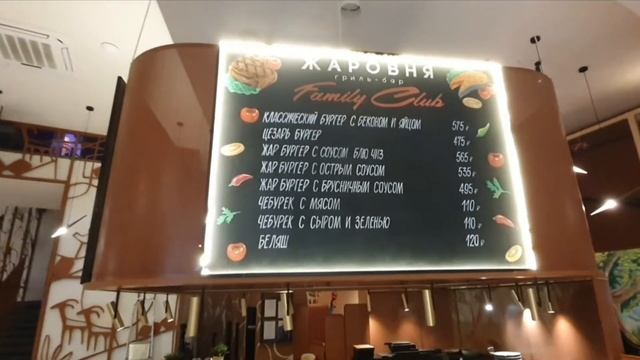 ЖАРОВНЯ
гриль-бар
Family Club
КЛАССИЧЕСКИЙ БУРГЕР С БЕКОНОМ И ЯЙЦОМ 575 ₽
ЦЕЗАРЬ БУРГЕР 475 ₽
ЖАР БУРГЕР С СОУСОМ БЛЮ ЧИЗ 565 ₽
ЖАР БУРГЕР С ОСТРЫМ СОУСОМ 535 ₽
ЖАР БУРГЕР С БРУСНИЧНЫМ СОУСОМ 495 ₽
ЧЕБУРЕК С МЯСОМ 110 ₽
ЧЕБУРЕК С СЫРОМ И ЗЕЛЕНЬЮ 110 ₽
БЕЛЯШ 120 ₽